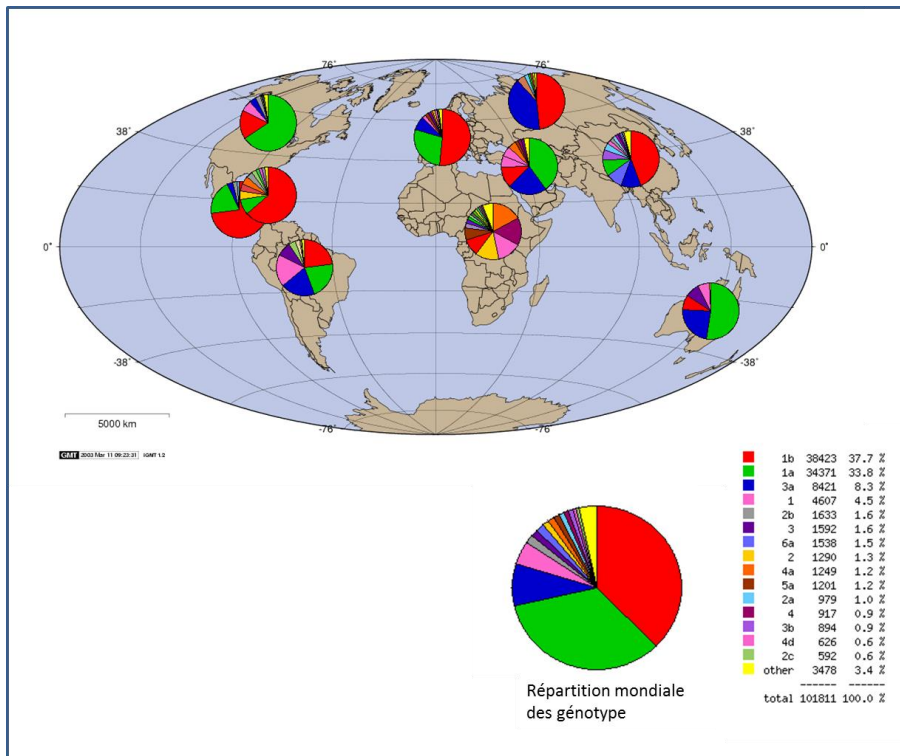 76°
76°
38°
38°
0°
0°
-38°
-38°
-76°
-76°
5000 km
GMT 2003 Mar 11 09:23:31 iGMT 1.2
1b 38423 37.7 %
1a 34371 33.8 %
3a 8421 8.3 %
1 4607 4.5 %
2b 1633 1.6 %
3 1592 1.6 %
6a 1538 1.5 %
2 1290 1.3 %
4a 1249 1.2 %
5a 1201 1.2 %
2a 979 1.0 %
4 917 0.9 %
3b 894 0.9 %
4d 626 0.6 %
2c 592 0.6 %
other 3478 3.4 %
------ ------
total 101811 100.0 %
Répartition mondiale
des génotype